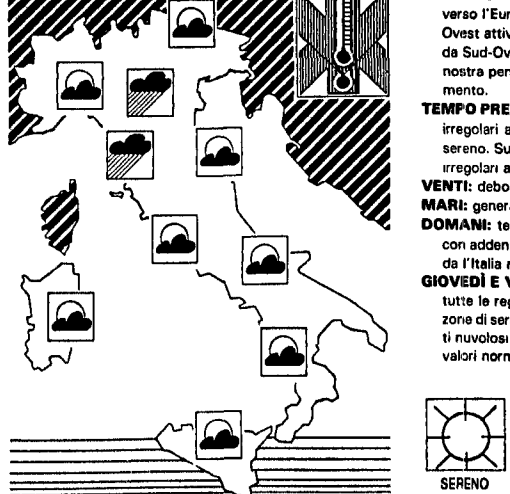 verso l'Eur
Ovest attiv
da Sud-Ov
nostra per
mento.
TEMPO PRE
irregolari a
sereno. Su
irregolari a
VENTI: debo
MARI: genera
DOMANI: te
con adden
da l'Italia
GIOVEDÌ E V
tutte le reg
zone di ser
ti nuvolosi
valori norm
SERENO